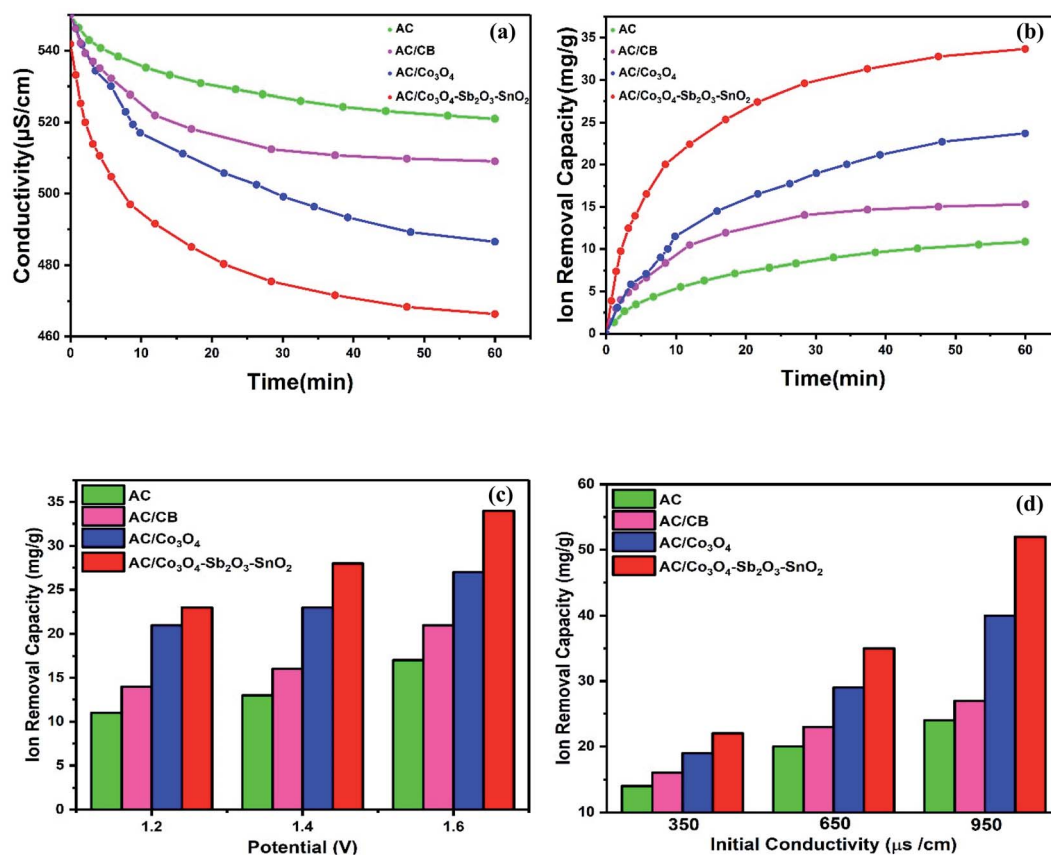 (a)
AC
AC/CB
AC/Co₃O₄
AC/Co₃O₄-Sb₂O₃-SnO₂
Conductivity(µS/cm)
540
520
500
480
460
0 10 20 30 40 50 60
Time(min)
(b)
AC
AC/CB
AC/Co₃O₄
AC/Co₃O₄-Sb₂O₃-SnO₂
Ion Removal Capacity(mg/g)
35
30
25
20
15
10
5
0
0 10 20 30 40 50 60
Time(min)
(c)
AC
AC/CB
AC/Co₃O₄
AC/Co₃O₄-Sb₂O₃-SnO₂
Ion Removal Capacity (mg/g)
35
30
25
20
15
10
5
0
1.2 1.4 1.6
Potential (V)
(d)
AC
AC/CB
AC/Co₃O₄
AC/Co₃O₄-Sb₂O₃-SnO₂
Ion Removal Capacity (mg/g)
60
50
40
30
20
10
350 650 950
Initial Conductivity (µs /cm)